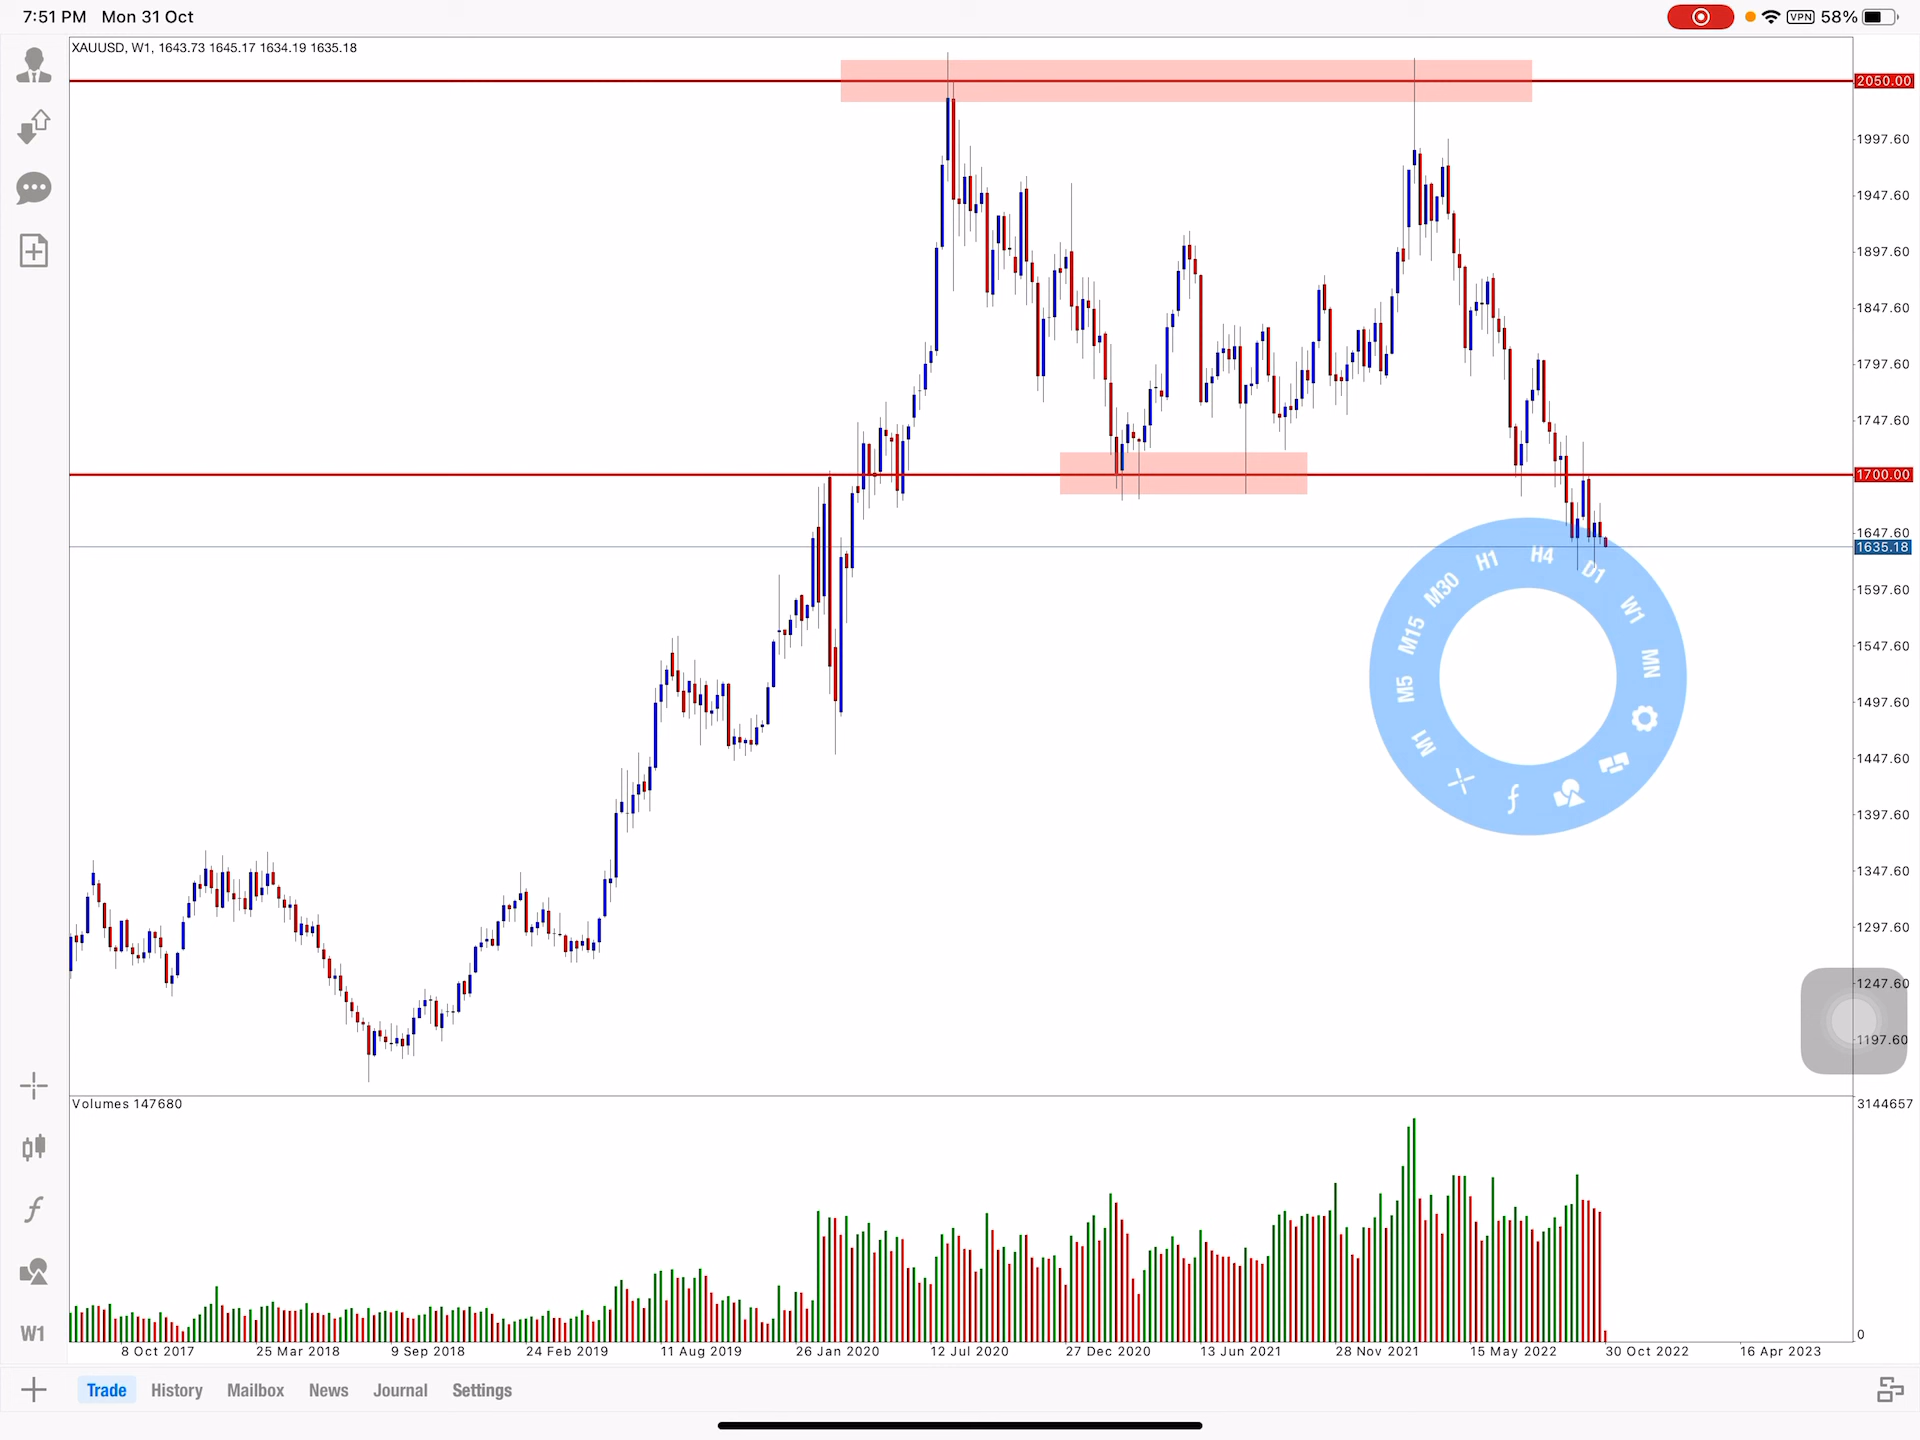 7:51 PM Mon 31 Oct
VPN 58%
XAUUSD, W1, 1643.73 1645.17 1634.19 1635.18
2050.00
1997.60
1947.60
1897.60
1847.60
1797.60
1747.60
1700.00
1647.60
1635.18
1597.60
1547.60
1497.60
1447.60
1397.60
1347.60
1297.60
1247.60
1197.60
M1
M5
M15
M30
H1
H4
D1
W1
MN
f
Volumes 147680
3144657
0
f
W1
8 Oct 2017
25 Mar 2018
9 Sep 2018
24 Feb 2019
11 Aug 2019
26 Jan 2020
12 Jul 2020
27 Dec 2020
13 Jun 2021
28 Nov 2021
15 May 2022
30 Oct 2022
16 Apr 2023
Trade History Mailbox News Journal Settings